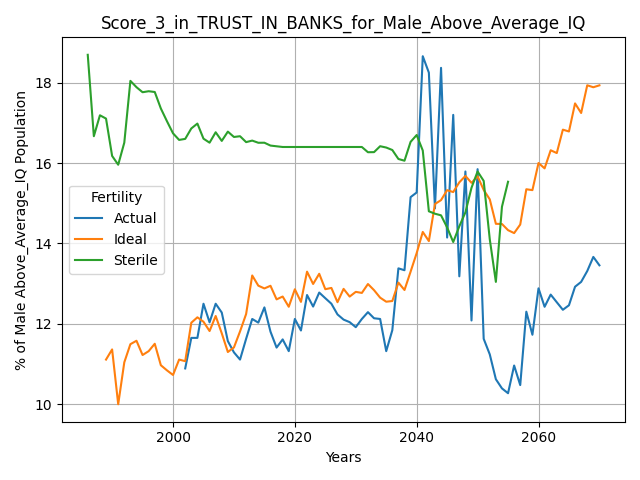 Score_3_in_TRUST_IN_BANKS_for_Male_Above_Average_IQ
% of Male Above_Average_IQ Population
18
16
14
12
10
Fertility
Actual
Ideal
Sterile
2000 2020 2040 2060
Years